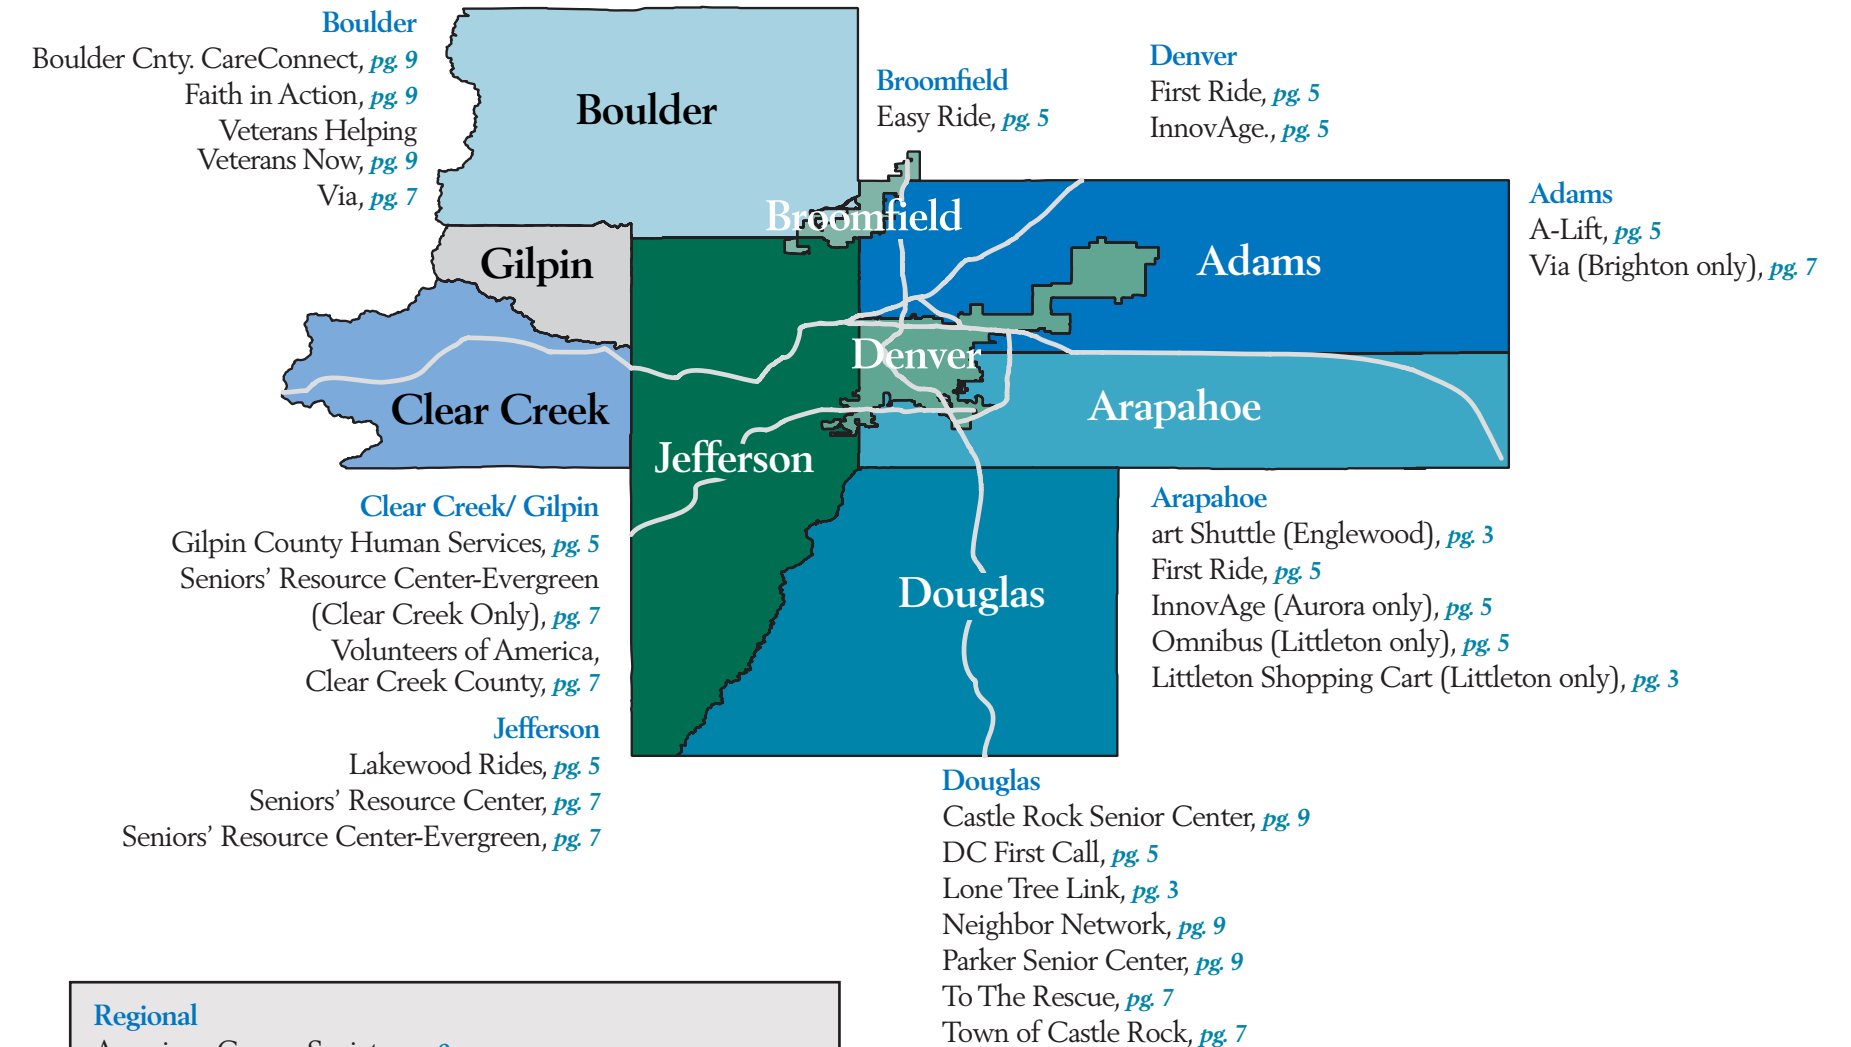 Boulder
Boulder Cnty. CareConnect, pg. 9
Faith in Action, pg. 9
Veterans Helping
Veterans Now, pg. 9
Via, pg. 7
Broomfield
Easy Ride, pg. 5
Denver
First Ride, pg. 5
InnovAge., pg. 5
Adams
A-Lift, pg. 5
Via (Brighton only), pg. 7
Boulder
Broomfield
Gilpin
Adams
Denver
Clear Creek
Arapahoe
Jefferson
Douglas
Clear Creek/ Gilpin
Gilpin County Human Services, pg. 5
Seniors’ Resource Center-Evergreen
(Clear Creek Only), pg. 7
Volunteers of America,
Clear Creek County, pg. 7
Jefferson
Lakewood Rides, pg. 5
Seniors’ Resource Center, pg. 7
Seniors’ Resource Center-Evergreen, pg. 7
Arapahoe
art Shuttle (Englewood), pg. 3
First Ride, pg. 5
InnovAge (Aurora only), pg. 5
Omnibus (Littleton only), pg. 5
Littleton Shopping Cart (Littleton only), pg. 3
Douglas
Castle Rock Senior Center, pg. 9
DC First Call, pg. 5
Lone Tree Link, pg. 3
Neighbor Network, pg. 9
Parker Senior Center, pg. 9
To The Rescue, pg. 7
Town of Castle Rock, pg. 7
Regional